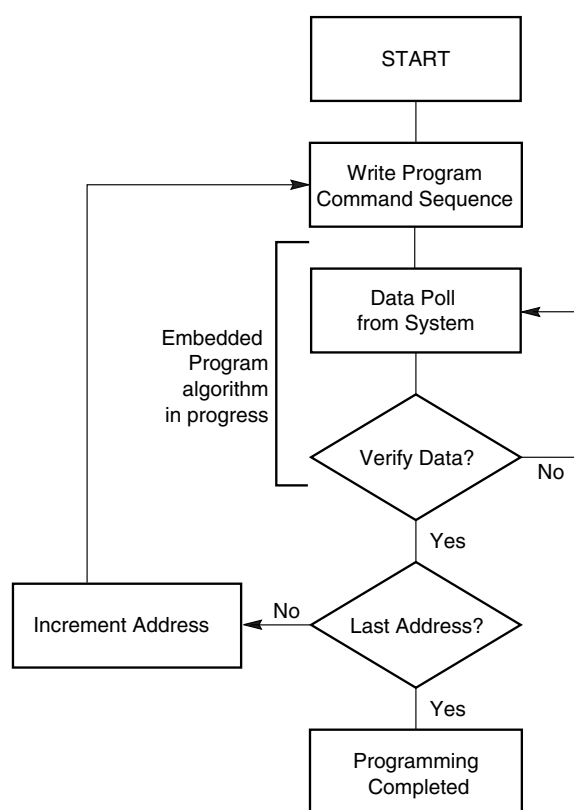 START
Write Program
Command Sequence
Data Poll
from System
Embedded
Program
algorithm
in progress
Verify Data?
No
Yes
Last Address?
No
Increment Address
Yes
Programming
Completed